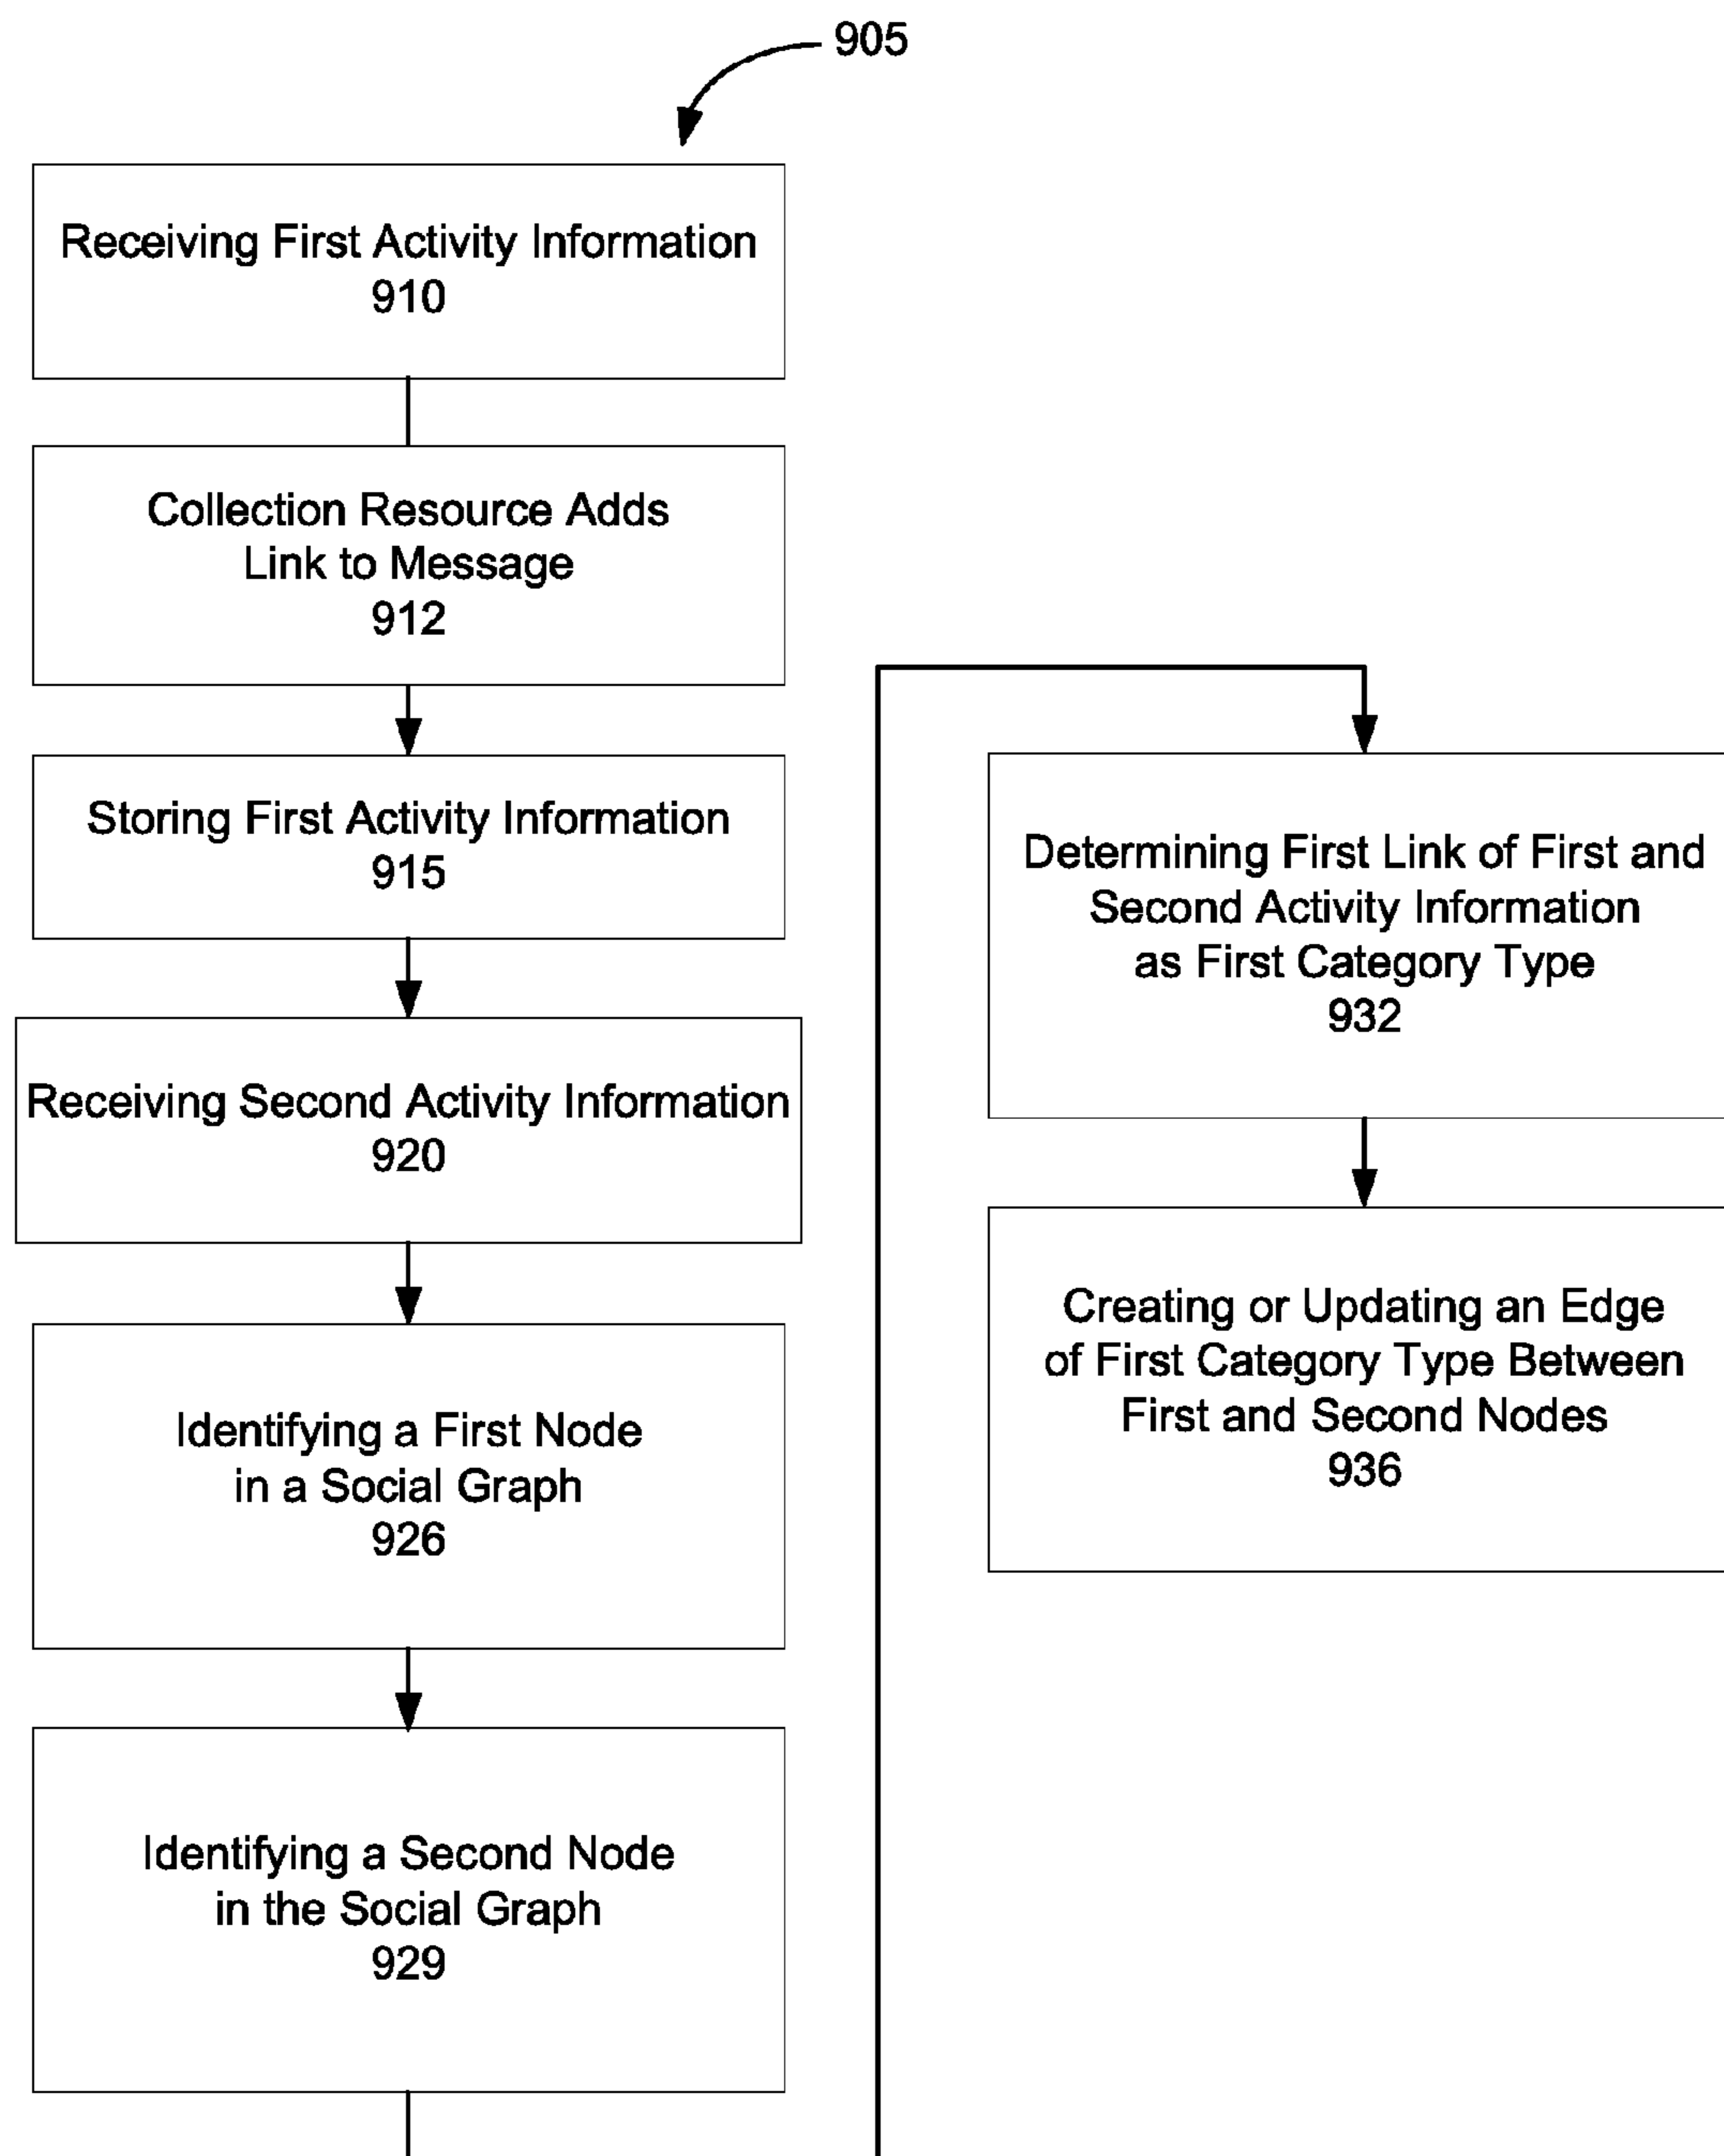 905
Receiving First Activity Information
910
Collection Resource Adds
Link to Message
912
Storing First Activity Information
915
Receiving Second Activity Information
920
Identifying a First Node
in a Social Graph
926
Identifying a Second Node
in the Social Graph
929
Determining First Link of First and
Second Activity Information
as First Category Type
932
Creating or Updating an Edge
of First Category Type Between
First and Second Nodes
936